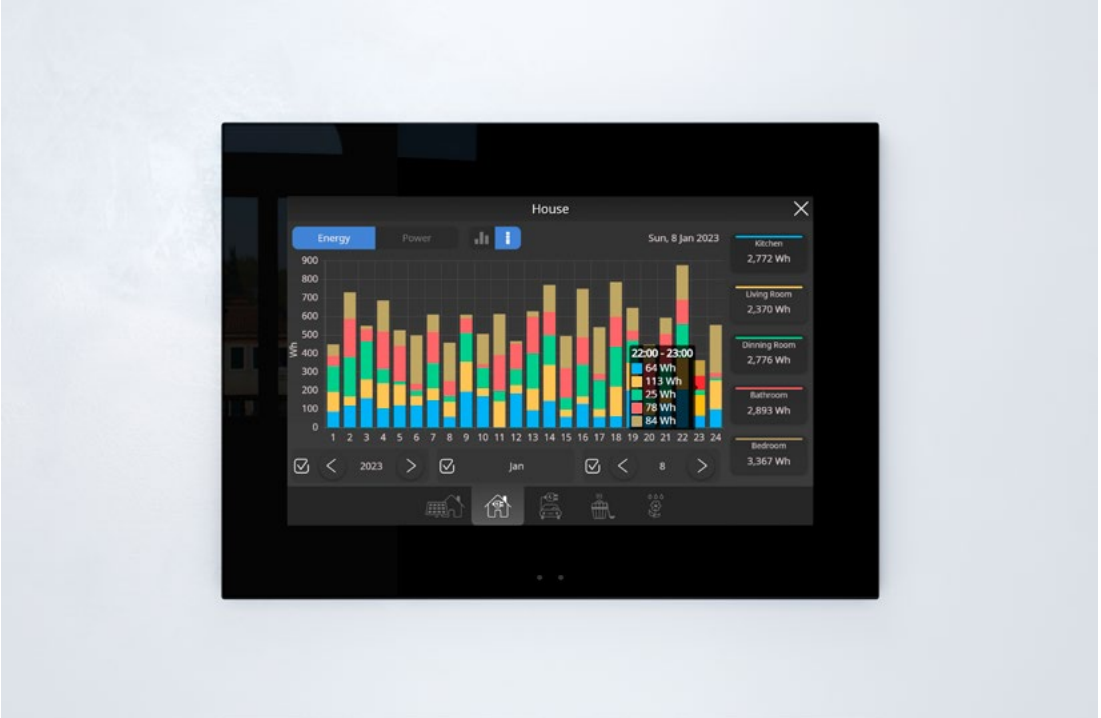 House
Energy Power Sun, 8 Jan 2023
Wh
900
800
700
600
500
400
300
200
100
0
1 2 3 4 5 6 7 8 9 10 11 12 13 14 15 16 17 18 19 20 21 22 23 24
22:00 - 23:00
64 Wh
113 Wh
25 Wh
78 Wh
84 Wh
Kitchen
2,772 Wh
Living Room
2,370 Wh
Dinning Room
2,776 Wh
Bathroom
2,893 Wh
Bedroom
3,367 Wh
2023 Jan 8